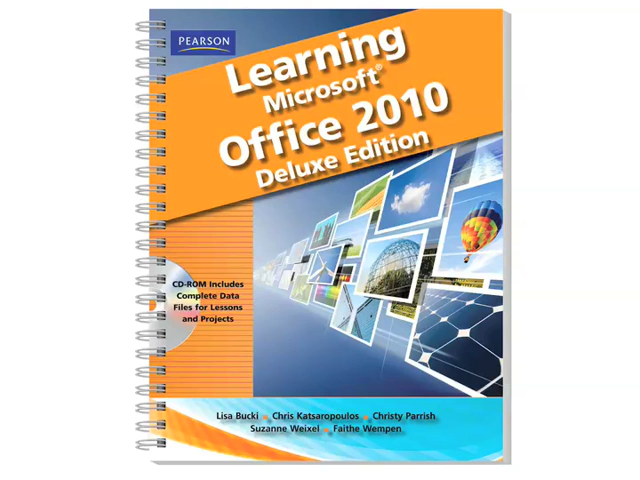 PEARSON
Learning
Microsoft®
Office 2010
Deluxe Edition
CD-ROM Includes
Complete Data
Files for Lessons
and Projects
Lisa Bucki • Chris Katsaropoulos • Christy Parrish
Suzanne Weixel • Faithe Wempen